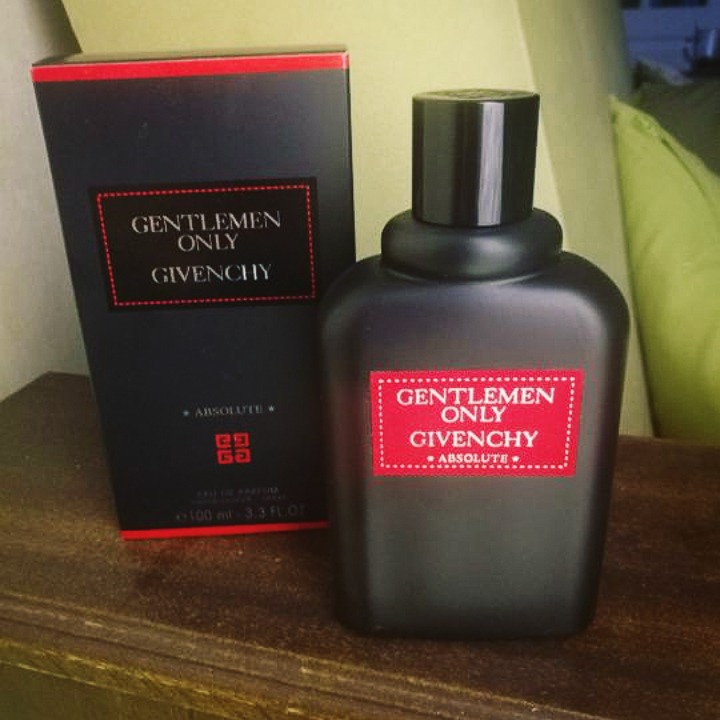 GENTLEMEN
ONLY
GIVENCHY
* ABSOLUTE *
EAU DE PARFUM
100 ml - 3.3 FL.OZ
GENTLEMEN
ONLY
GIVENCHY
* ABSOLUTE *